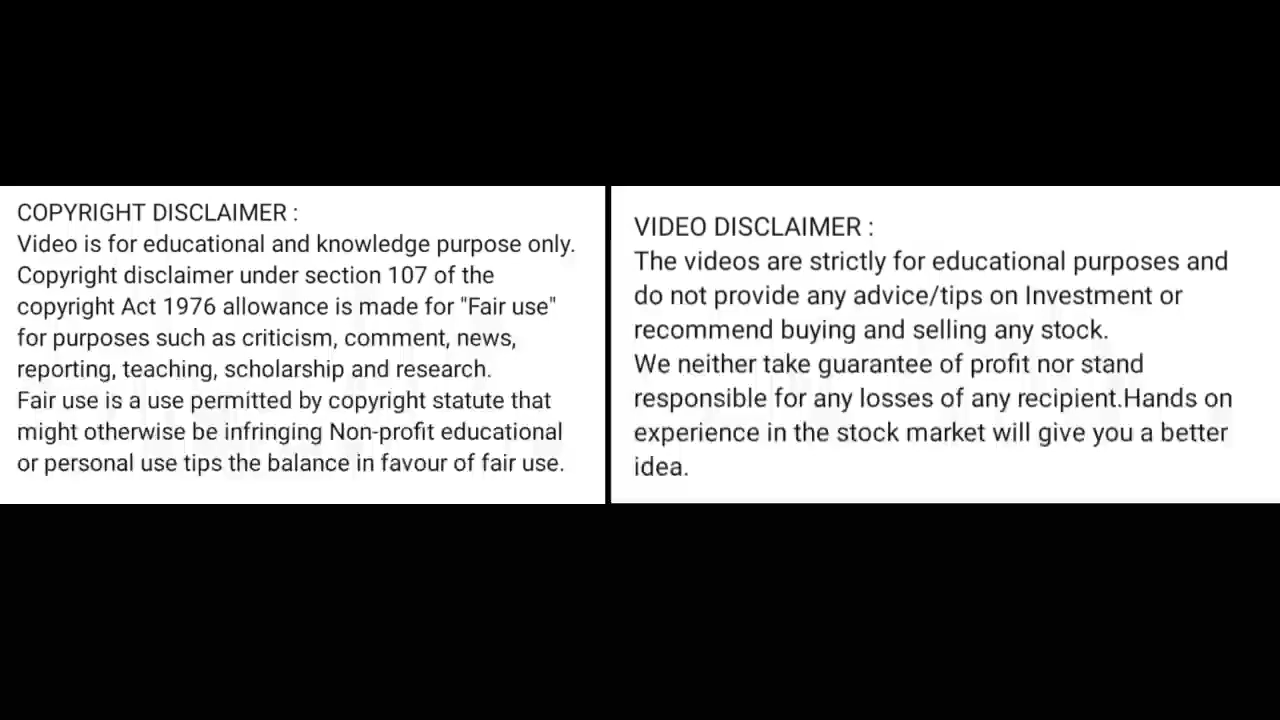 COPYRIGHT DISCLAIMER :
Video is for educational and knowledge purpose only.
Copyright disclaimer under section 107 of the
copyright Act 1976 allowance is made for "Fair use"
for purposes such as criticism, comment, news,
reporting, teaching, scholarship and research.
Fair use is a use permitted by copyright statute that
might otherwise be infringing Non-profit educational
or personal use tips the balance in favour of fair use.
VIDEO DISCLAIMER :
The videos are strictly for educational purposes and
do not provide any advice/tips on Investment or
recommend buying and selling any stock.
We neither take guarantee of profit nor stand
responsible for any losses of any recipient.Hands on
experience in the stock market will give you a better
idea.